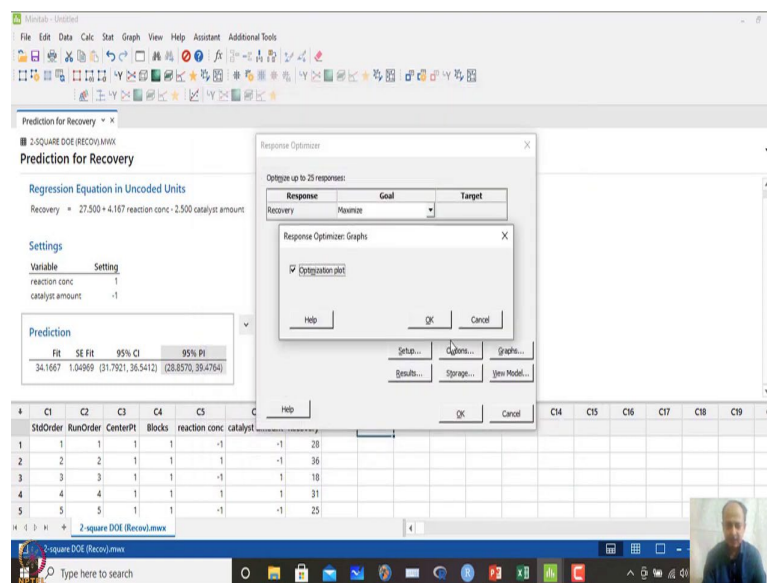 Minitab - Untitled
File Edit Data Calc Stat Graph View Help Assistant Additional Tools
Prediction for Recovery
2-SQUARE DOE (RECOV).MWX
Prediction for Recovery
Regression Equation in Uncoded Units
Recovery = 27.500 + 4.167 reaction conc - 2.500 catalyst amount
Settings
Variable Setting
reaction conc 1
catalyst amount -1
Prediction
Fit SE Fit 95% CI 95% PI
34.1667 1.04969 (31.7921, 36.5412) (28.8570, 39.4764)
Response Optimizer
Optimize up to 25 responses:
Response Goal Target
Recovery Maximize
Response Optimizer: Graphs
Optimization plot
Help OK Cancel
Setup... Options... Graphs...
Results... Storage... View Model...
Help OK Cancel
C1 C2 C3 C4 C5 C14 C15 C16 C17 C18 C19
StdOrder RunOrder CenterPt Blocks reaction conc catalyst
1 1 1 1 1 -1 -1 28
2 2 2 1 1 1 -1 36
3 3 3 1 1 -1 1 18
4 4 4 1 1 1 1 31
5 5 5 1 1 -1 -1 25
2-square DOE (Recov).mwx
2-square DOE (Recov).mwx
NPTEL
Type here to search